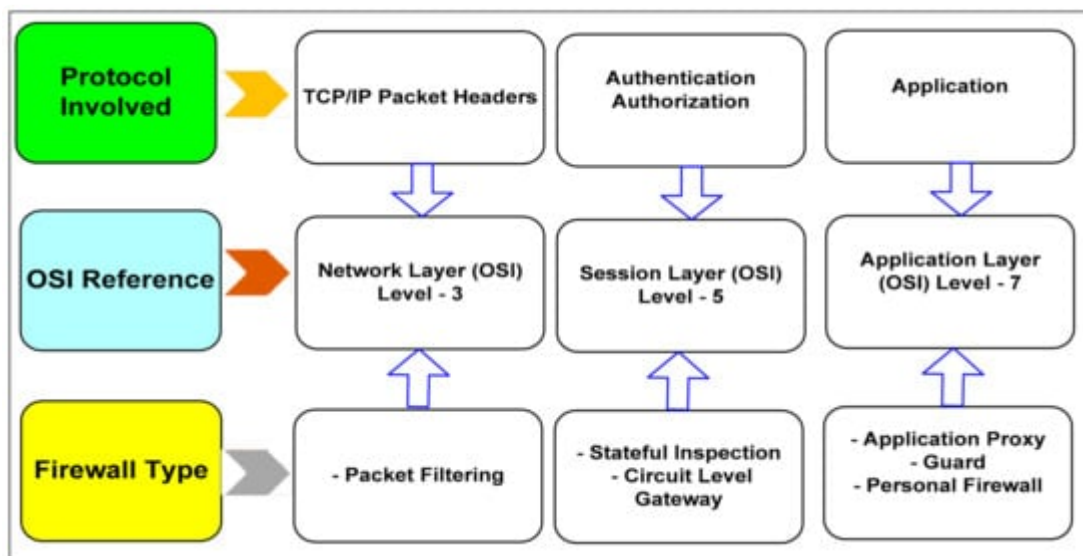 Protocol
Involved
TCP/IP Packet Headers
Authentication
Authorization
Application
OSI Reference
Network Layer (OSI)
Level - 3
Session Layer (OSI)
Level - 5
Application Layer
(OSI) Level - 7
Firewall Type
- Packet Filtering
- Stateful Inspection
- Circuit Level
Gateway
- Application Proxy
- Guard
- Personal Firewall